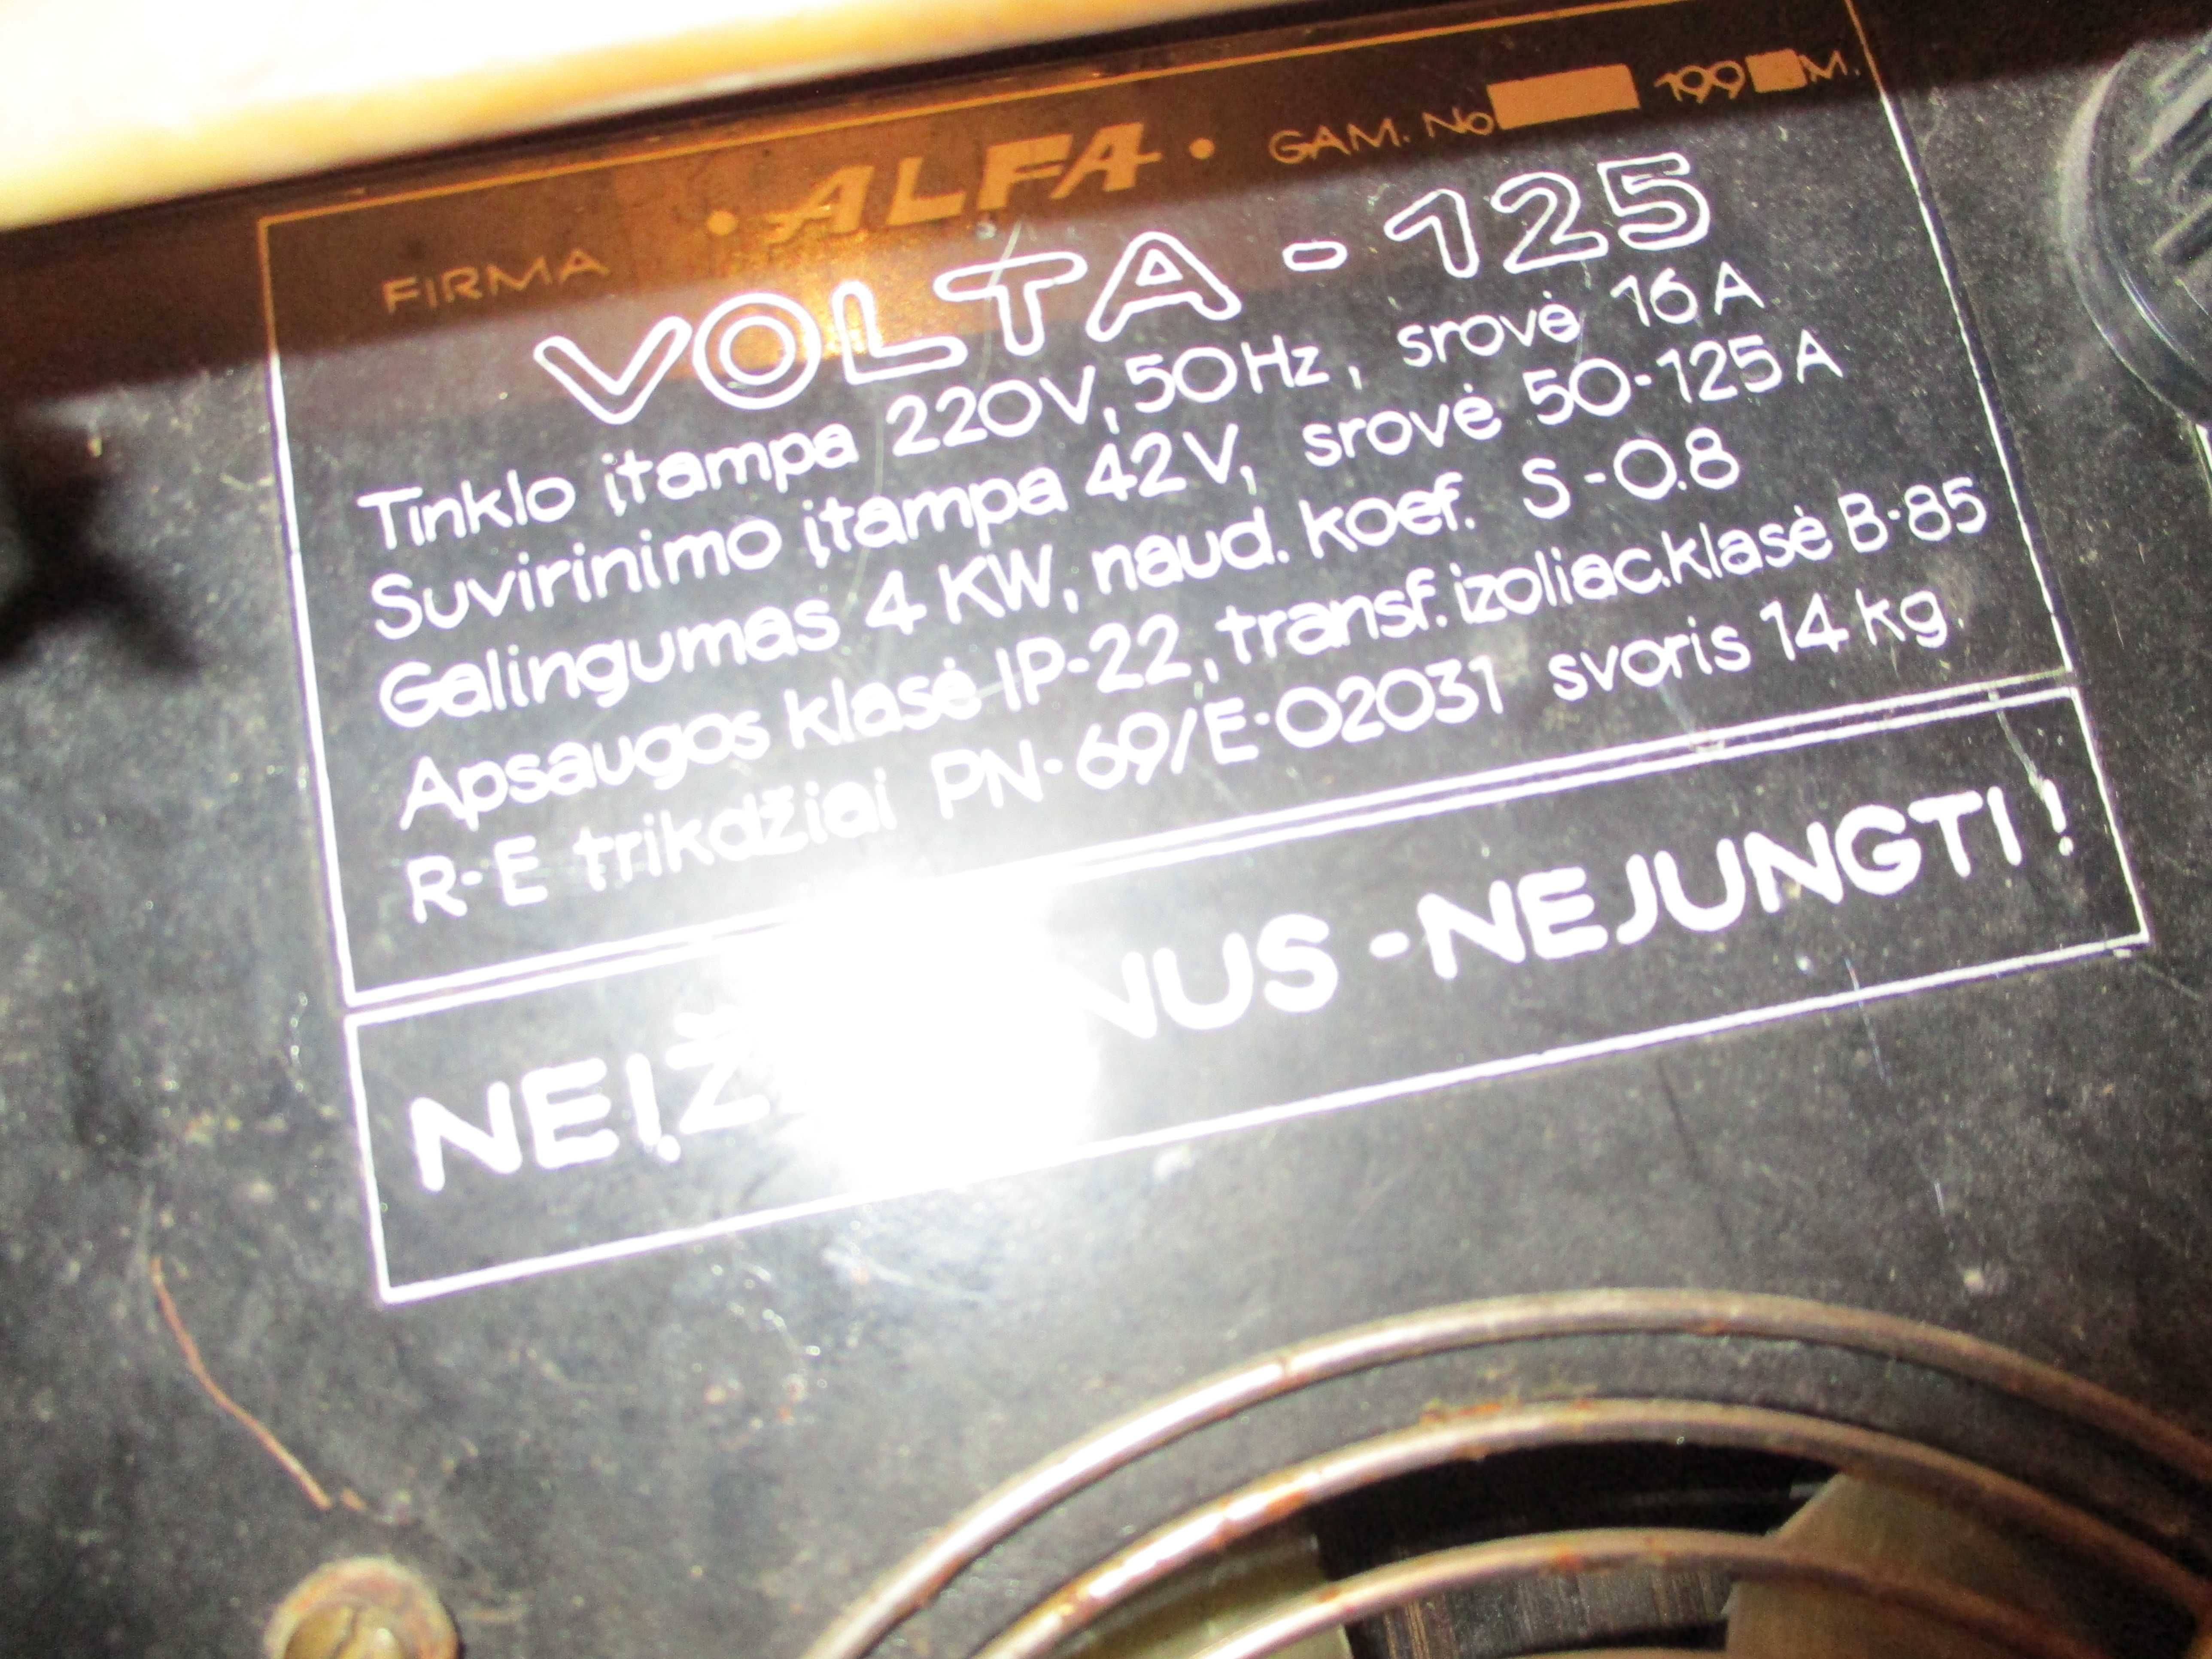 FIRMA • ALFA • GAM. No 199 M.
VOLTA - 125
Tinklo įtampa 220V, 50Hz, srovė 16 A
Suvirinimo įtampa 42V, srovė 50-125 A
Galingumas 4 KW, naud. koef. S - 0.8
Apsaugos klasė IP-22, transf. izoliac.klasė B-85
R-E trikdžiai PN-69/E-02031 svoris 14 kg.
-NEJUNGTI !